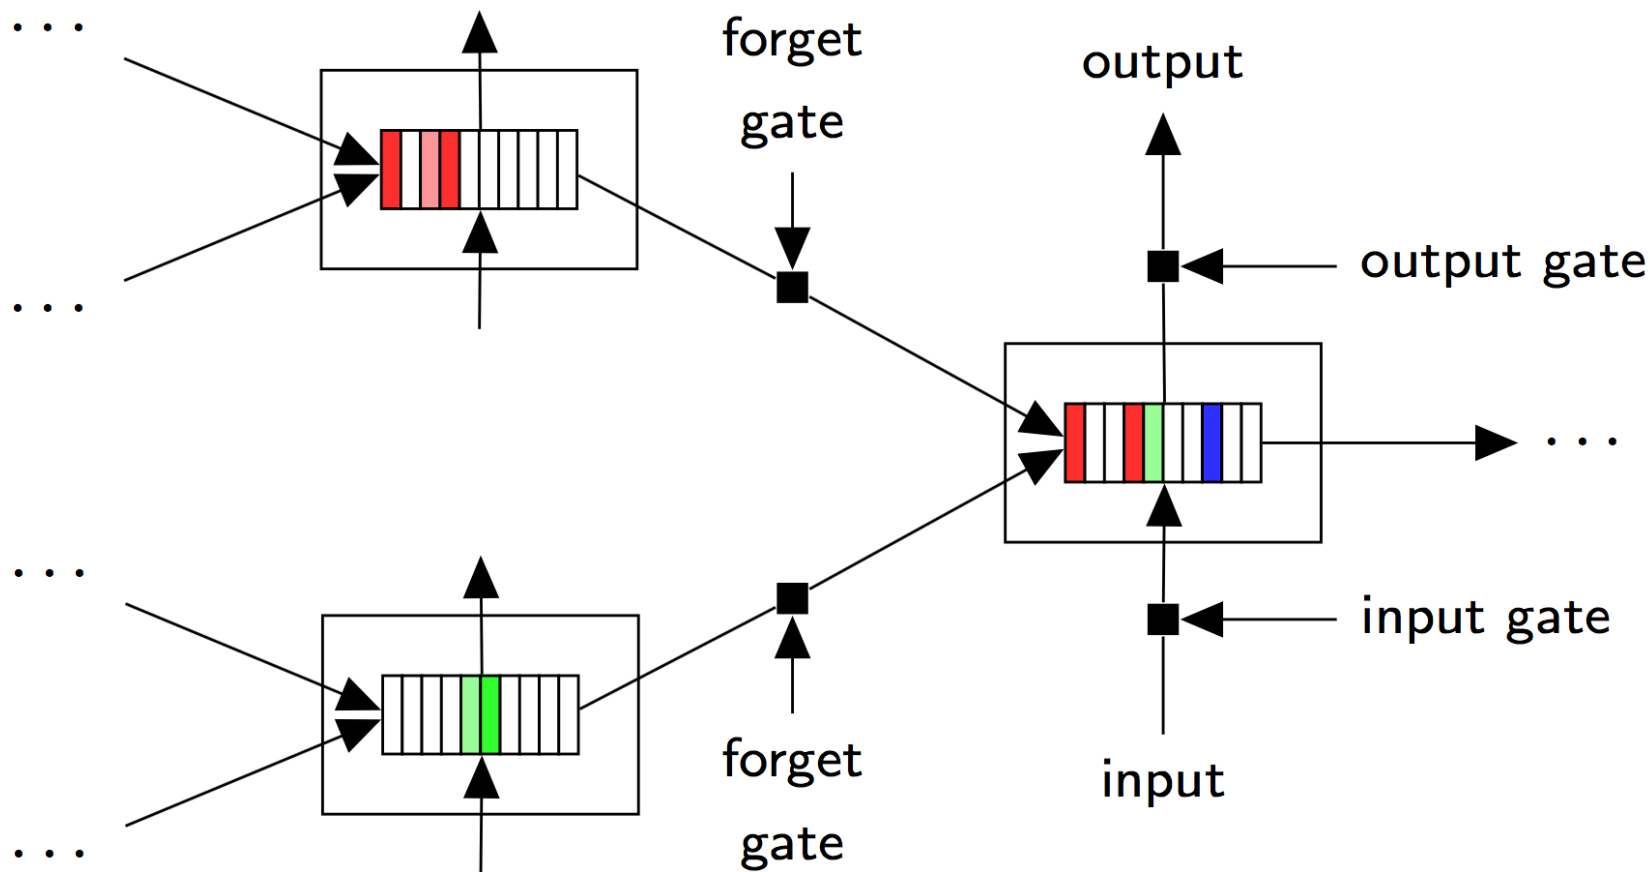 forget
gate
output
output gate
input gate
input
forget
gate